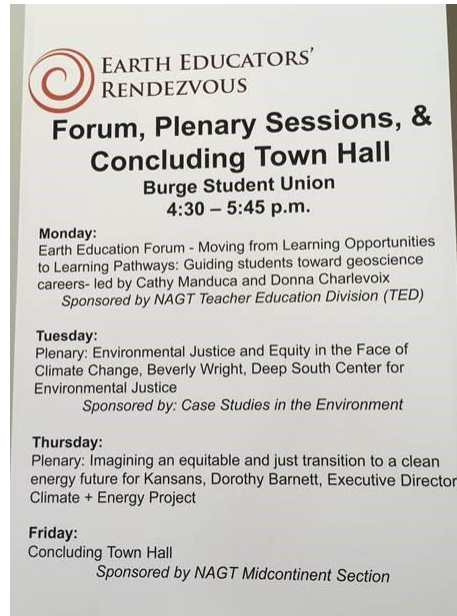 EARTH EDUCATORS'
RENDEZVOUS
Forum, Plenary Sessions, &
Concluding Town Hall
Burge Student Union
4:30 – 5:45 p.m.
Monday:
Earth Education Forum - Moving from Learning Opportunities
to Learning Pathways: Guiding students toward geoscience
careers- led by Cathy Manduca and Donna Charlevoix
Sponsored by NAGT Teacher Education Division (TED)
Tuesday:
Plenary: Environmental Justice and Equity in the Face of
Climate Change, Beverly Wright, Deep South Center for
Environmental Justice
Sponsored by: Case Studies in the Environment
Thursday:
Plenary: Imagining an equitable and just transition to a clean
energy future for Kansans, Dorothy Barnett, Executive Director
Climate + Energy Project
Friday:
Concluding Town Hall
Sponsored by NAGT Midcontinent Section